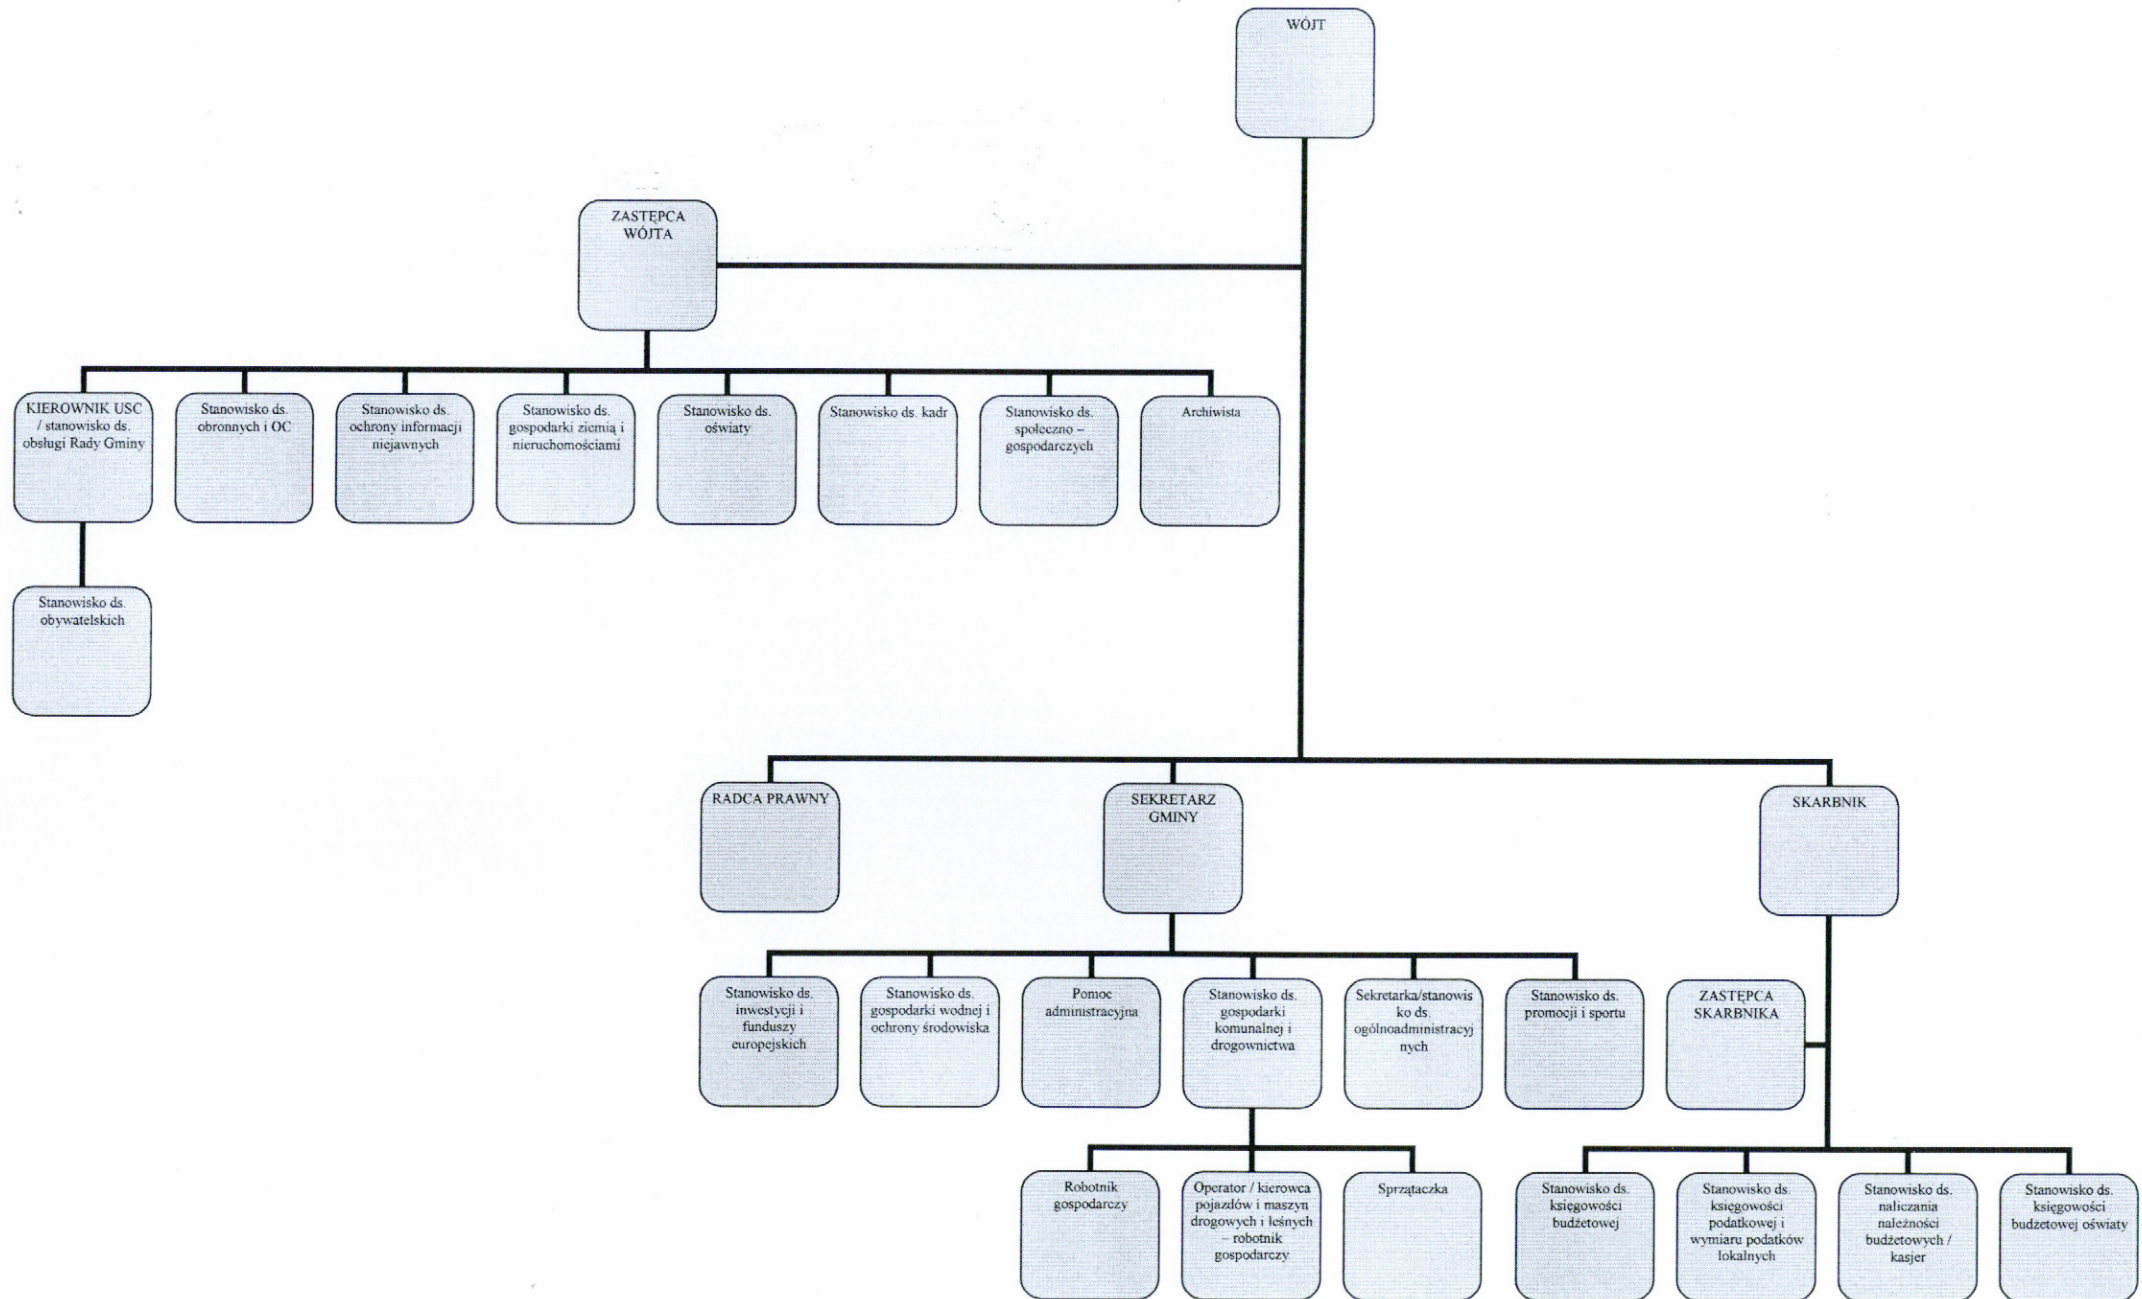 WÓJT
ZASTĘPCA
WÓJTA
KIEROWNIK USC
/ stanowisko ds.
obsługi Rady Gminy
Stanowisko ds.
obronnych i OC
Stanowisko ds.
ochrony informacji
niejawnych
Stanowisko ds.
gospodarki ziemią i
nieruchomościami
Stanowisko ds.
oświaty
Stanowisko ds. kadr
Stanowisko ds.
społeczno –
gospodarczych
Archiwista
Stanowisko ds.
obywatelskich
RADCA PRAWNY
SEKRETARZ
GMINY
SKARBNIK
Stanowisko ds.
inwestycji i
funduszy
europejskich
Stanowisko ds.
gospodarki wodnej i
ochrony środowiska
Pomoc
administracyjna
Stanowisko ds.
gospodarki
komunalnej i
drogownictwa
Sekretarka/stanowis
ko ds.
ogólnoadministracyj
nych
Stanowisko ds.
promocji i sportu
ZASTĘPCA
SKARBNIKA
Robotnik
gospodarczy
Operator / kierowca
pojazdów i maszyn
drogowych i leśnych
– robotnik
gospodarczy
Sprzątaczka
Stanowisko ds.
księgowości
budżetowej
Stanowisko ds.
księgowości
podatkowej i
wymiaru podatków
lokalnych
Stanowisko ds.
naliczania
należności
budżetowych /
kasjer
Stanowisko ds.
księgowości
budżetowej oświaty